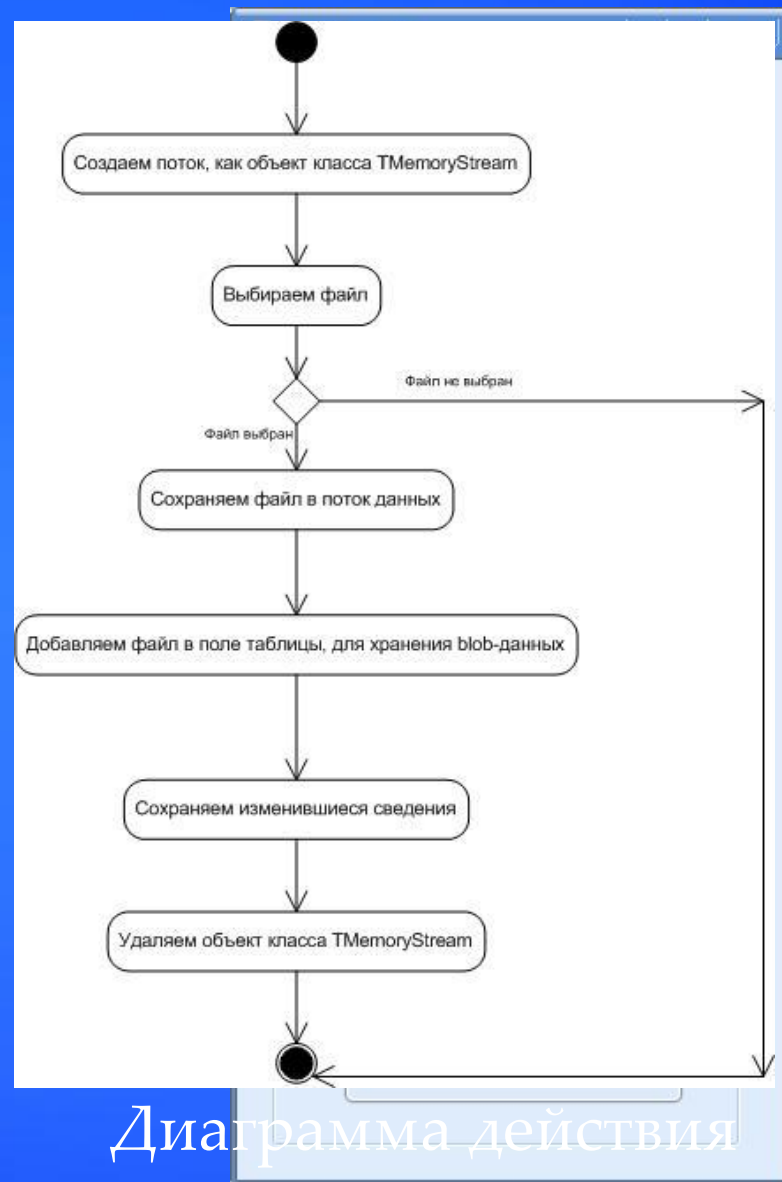 Создаем поток, как объект класса TMemoryStream
Выбираем файл
Файл не выбран
Файл выбран
Сохраняем файл в поток данных
Добавляем файл в поле таблицы, для хранения blob-данных
Сохраняем изменившиеся сведения
Удаляем объект класса TMemoryStream
Диаграмма действия